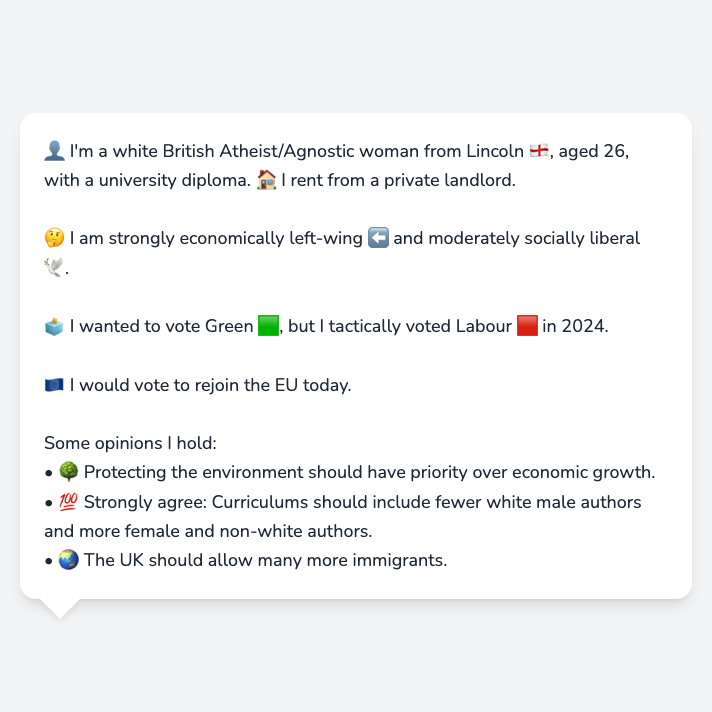 👤 I'm a white British Atheist/Agnostic woman from Lincoln 🏴󠁧󠁢󠁥󠁮󠁧󠁿, aged 26,
with a university diploma. 🏠 I rent from a private landlord.
🤔 I am strongly economically left-wing ⬅️ and moderately socially liberal
🕊️.
🗳️ I wanted to vote Green 🟩, but I tactically voted Labour 🟥 in 2024.
🇪🇺 I would vote to rejoin the EU today.
Some opinions I hold:
• 🌳 Protecting the environment should have priority over economic growth.
• 💯 Strongly agree: Curriculums should include fewer white male authors
and more female and non-white authors.
• 🌏 The UK should allow many more immigrants.